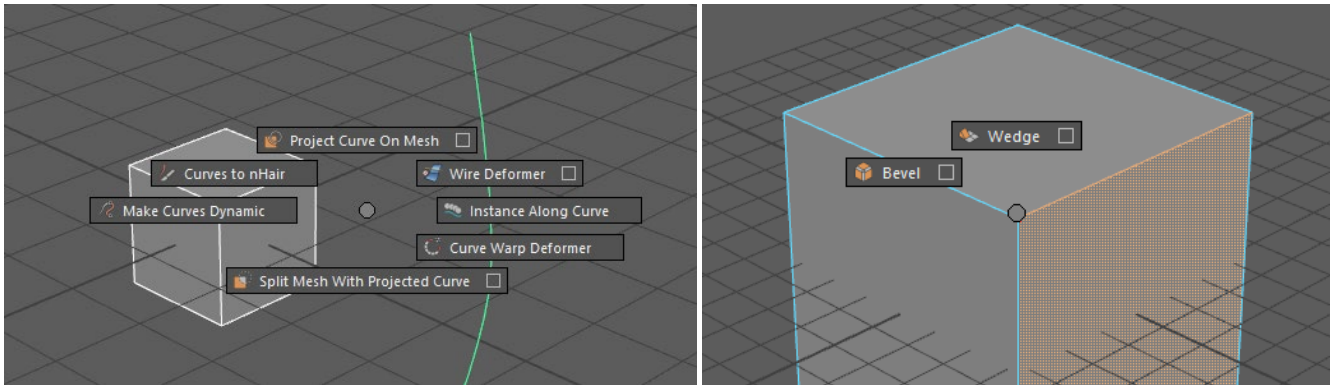 Project Curve On Mesh
Curves to nHair
Wire Deformer
Make Curves Dynamic
Instance Along Curve
Curve Warp Deformer
Split Mesh With Projected Curve
Wedge
Bevel